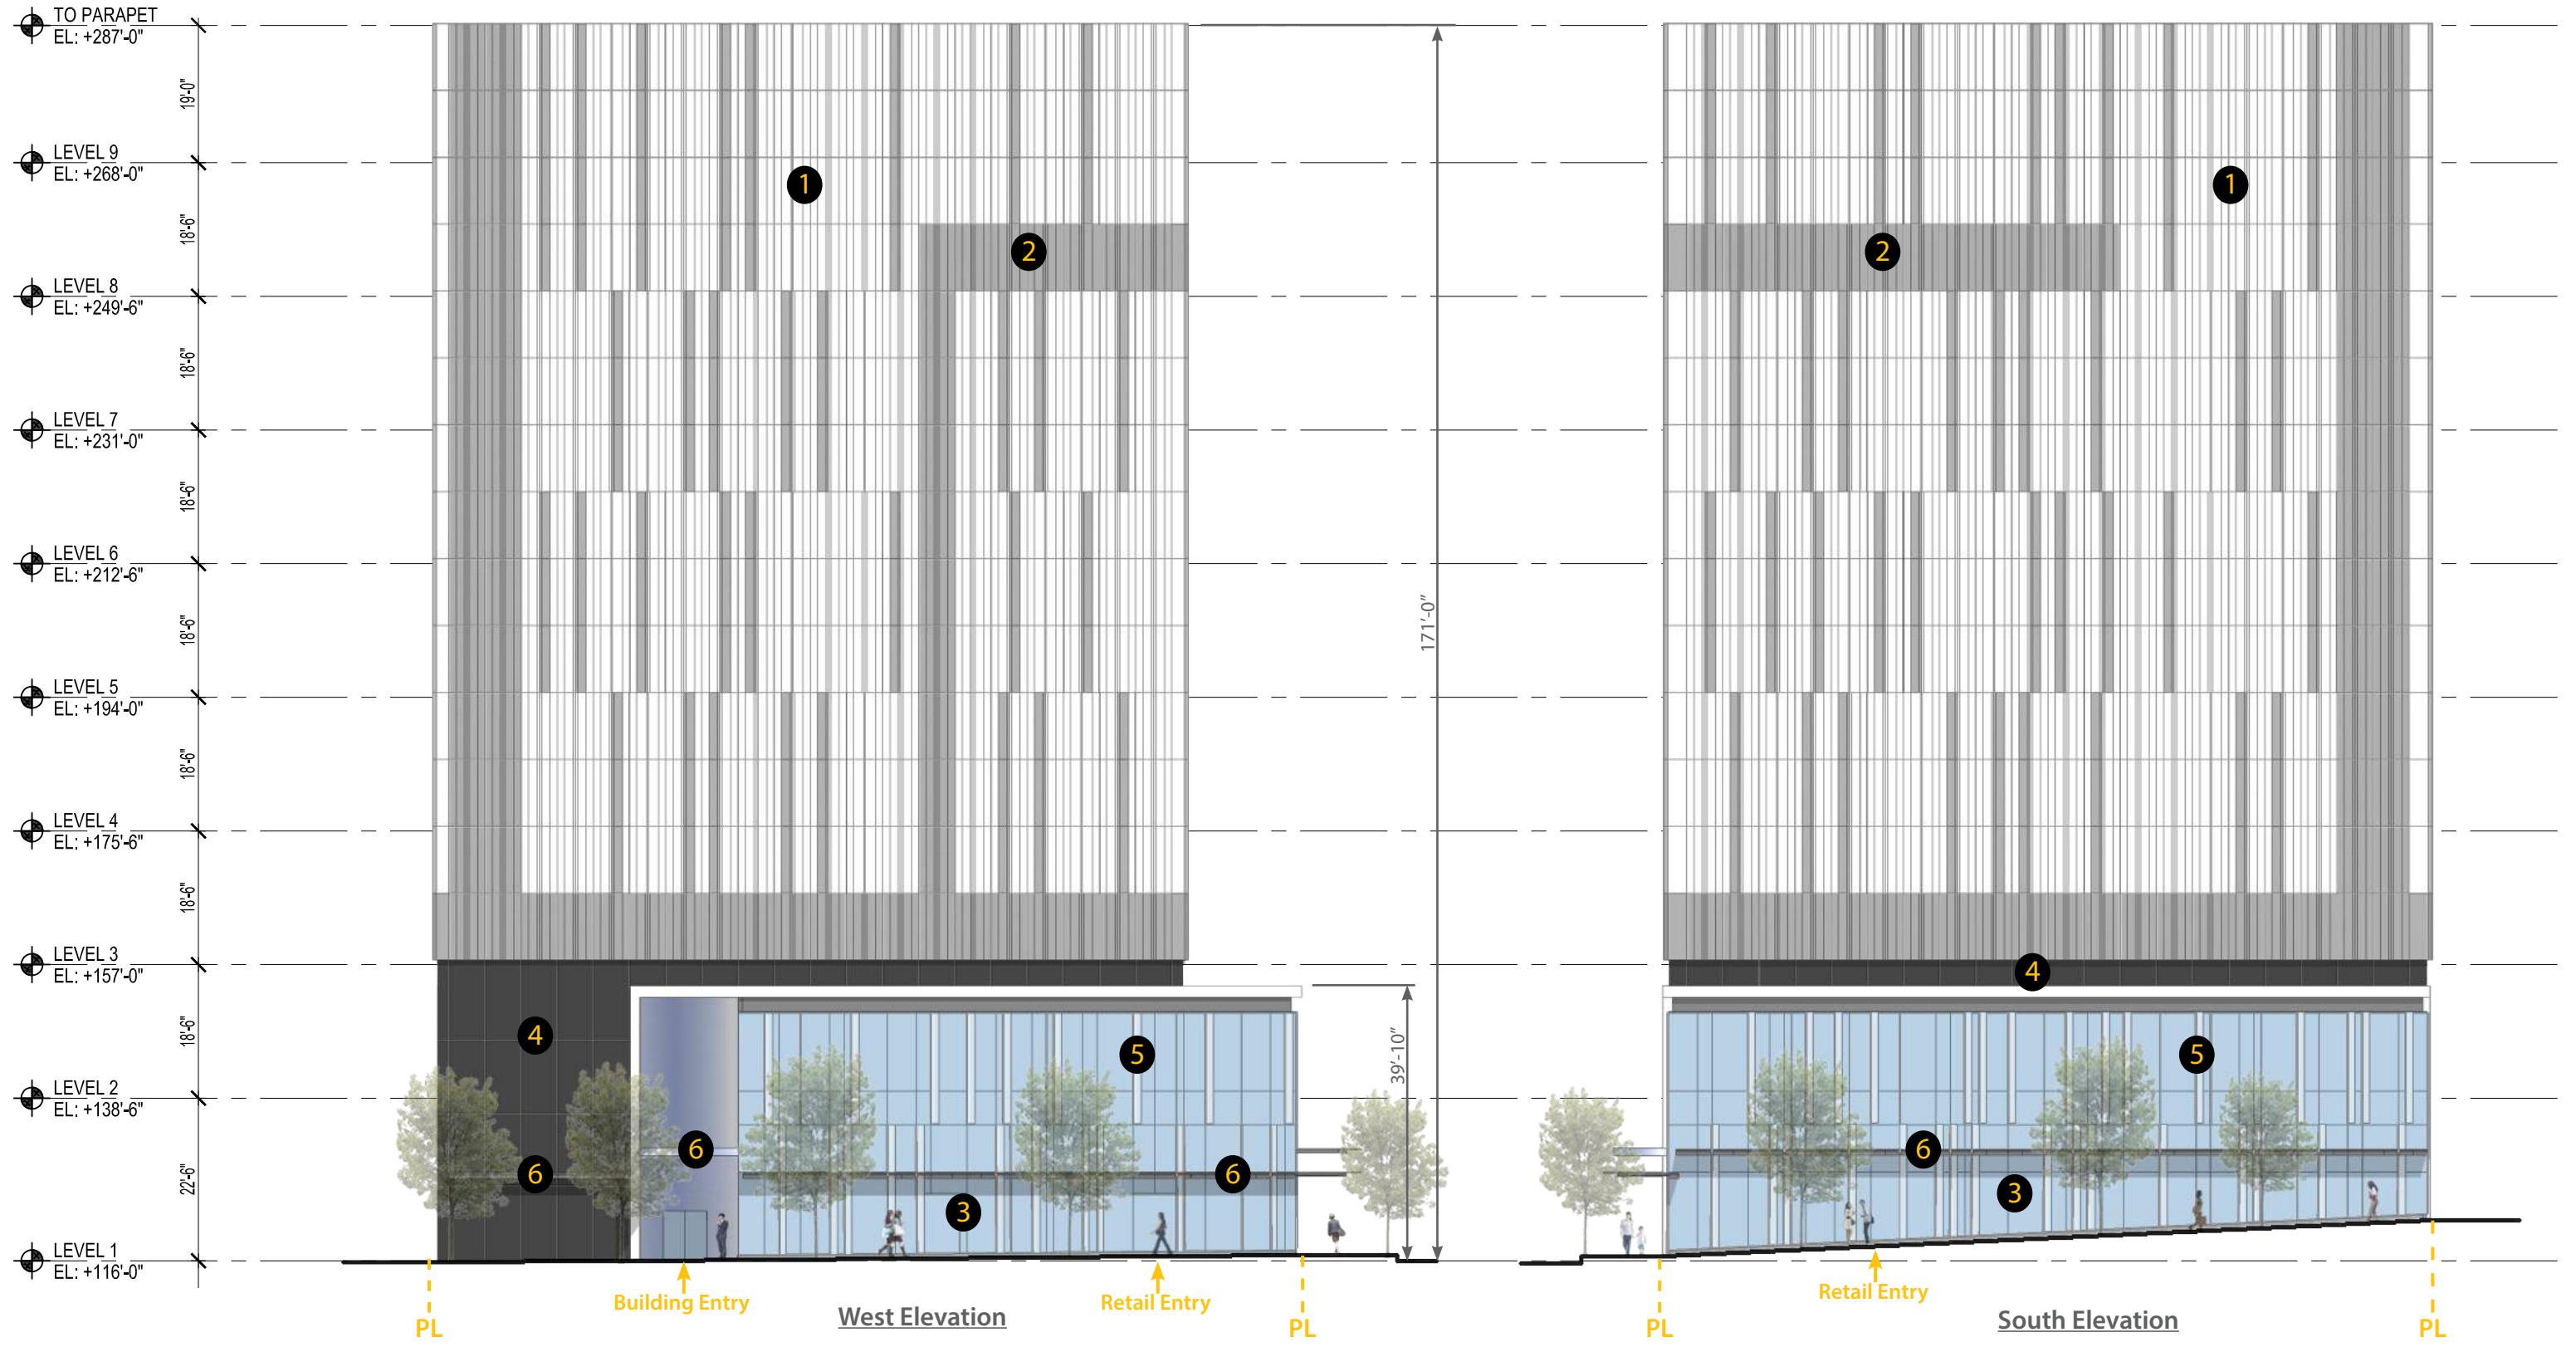 TO PARAPET
EL: +287'-0"
19'-0"
LEVEL 9
EL: +268'-0"
18'-6"
LEVEL 8
EL: +249'-6"
18'-6"
LEVEL 7
EL: +231'-0"
18'-6"
LEVEL 6
EL: +212'-6"
18'-6"
LEVEL 5
EL: +194'-0"
18'-6"
LEVEL 4
EL: +175'-6"
18'-6"
LEVEL 3
EL: +157'-0"
18'-6"
LEVEL 2
EL: +138'-6"
22'-6"
LEVEL 1
EL: +116'-0"
1
2
4
5
6
6
6
3
Building Entry
Retail Entry
PL
West Elevation
PL
171'-0"
39'-10"
1
2
4
5
6
3
Retail Entry
PL
South Elevation
PL